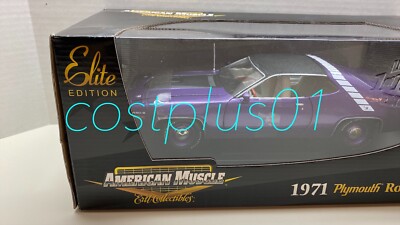 Elite
EDITION
costplus01
AMERICAN MUSCLE
Ertl Collectibles
1971 Plymouth Ro